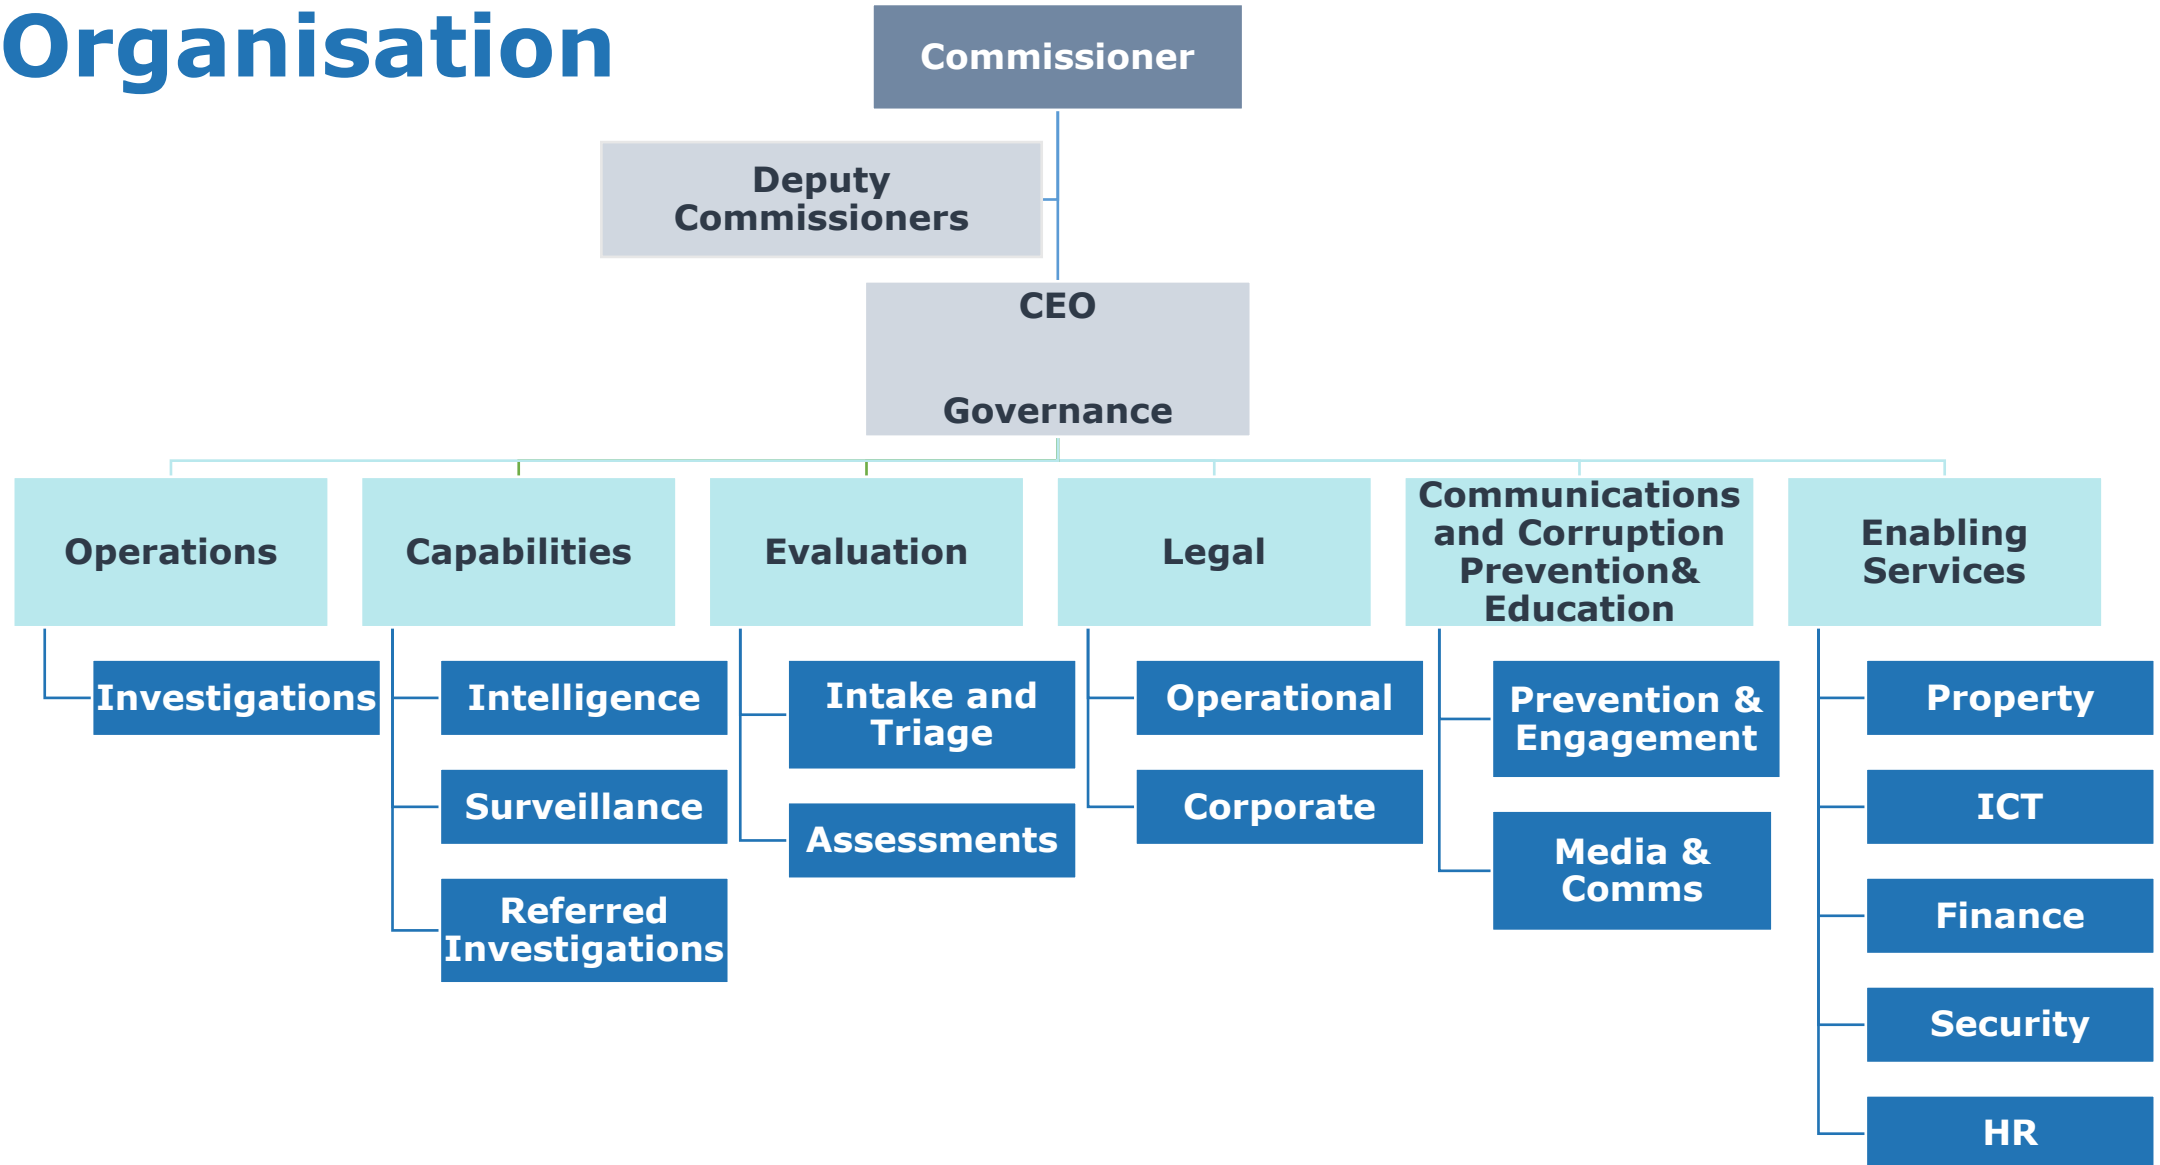 Organisation
Commissioner
Deputy
Commissioners
CEO
Governance
Operations
Capabilities
Evaluation
Legal
Communications
and Corruption
Prevention&
Education
Enabling
Services
Investigations
Intelligence
Surveillance
Referred
Investigations
Intake and
Triage
Assessments
Operational
Corporate
Prevention &
Engagement
Media &
Comms
Property
ICT
Finance
Security
HR